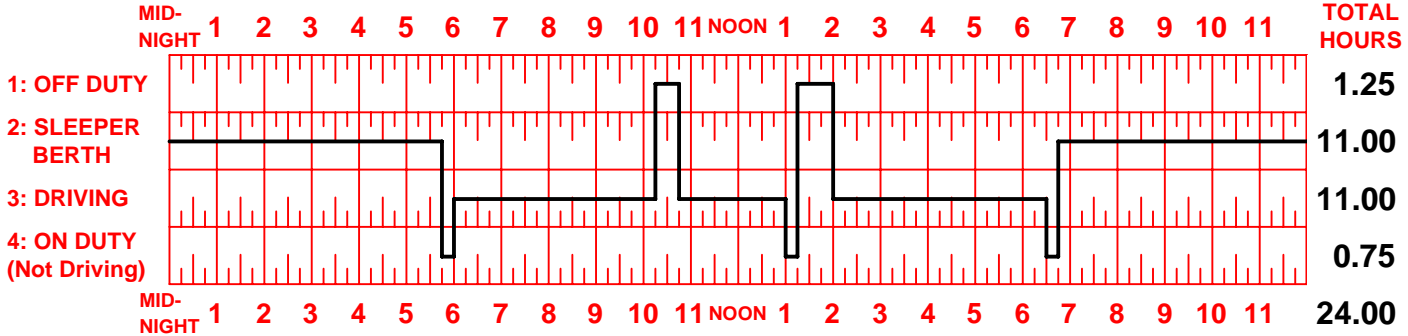 MID-
NIGHT 1 2 3 4 5 6 7 8 9 10 11 NOON 1 2 3 4 5 6 7 8 9 10 11 TOTAL
HOURS
1: OFF DUTY 1.25
2: SLEEPER
BERTH 11.00
3: DRIVING 11.00
4: ON DUTY
(Not Driving) 0.75
MID-
NIGHT 1 2 3 4 5 6 7 8 9 10 11 NOON 1 2 3 4 5 6 7 8 9 10 11 24.00